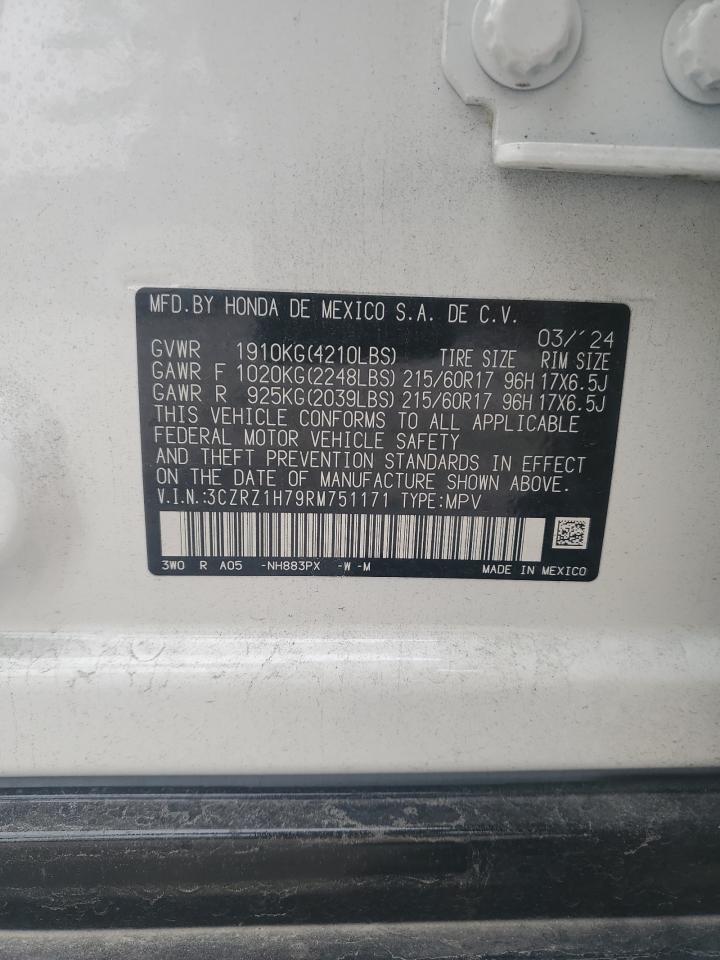 MFD.BY HONDA DE MEXICO S.A. DE C.V.
03/'24
GVWR 1910KG(4210LBS) TIRE SIZE RIM SIZE
GAWR F 1020KG(2248LBS) 215/60R17 96H 17X6.5J
GAWR R 925KG(2039LBS) 215/60R17 96H 17X6.5J
THIS VEHICLE CONFORMS TO ALL APPLICABLE
FEDERAL MOTOR VEHICLE SAFETY
AND THEFT PREVENTION STANDARDS IN EFFECT
ON THE DATE OF MANUFACTURE SHOWN ABOVE.
V.I.N.:3CZRZ1H79RM751171 TYPE:MPV
3W0 R A05 -NH883PX -W -M MADE IN MEXICO